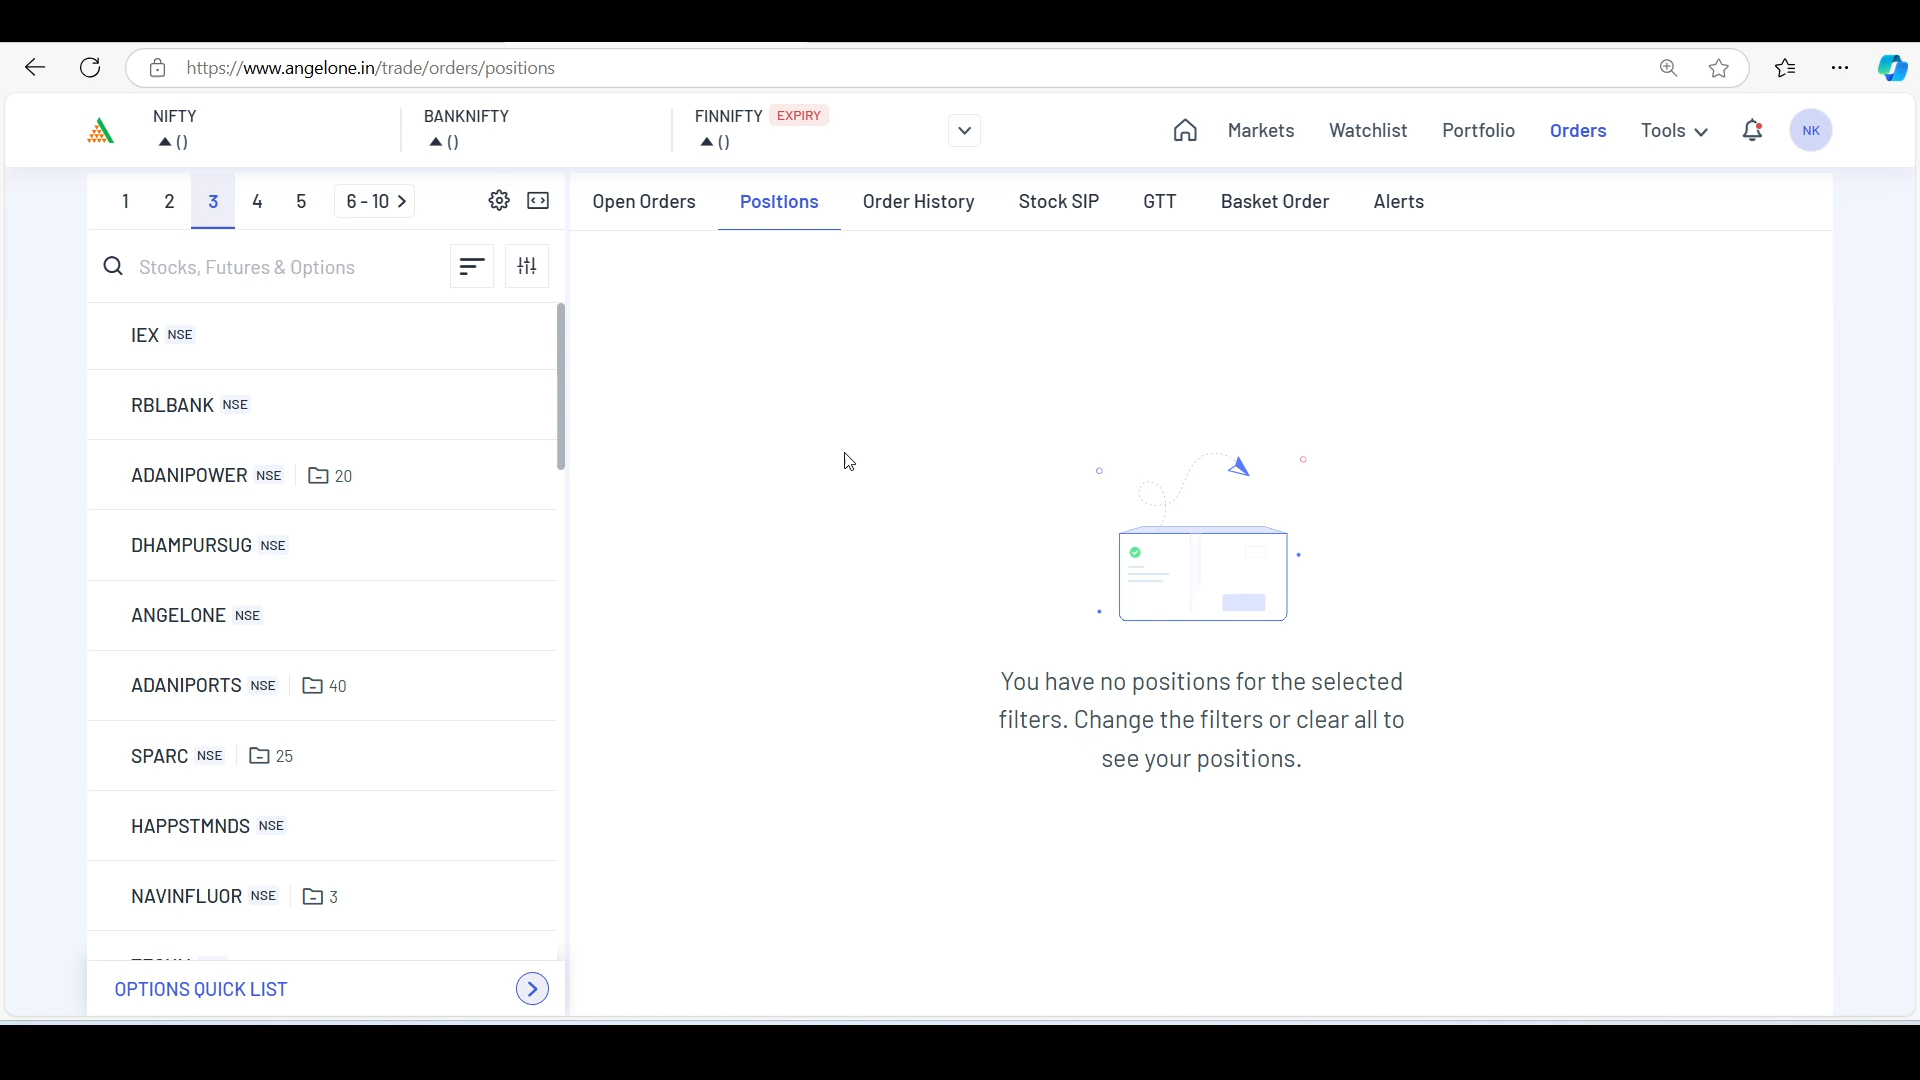 https://www.angelone.in/trade/orders/positions
NIFTY
▲ ()
BANKNIFTY
▲ ()
FINNIFTY EXPIRY
▲ ()
Markets
Watchlist
Portfolio
Orders
Tools
NK
1 2 3 4 5 6 - 10 >
Open Orders
Positions
Order History
Stock SIP
GTT
Basket Order
Alerts
Stocks, Futures & Options
IEX NSE
RBLBANK NSE
ADANIPOWER NSE 20
DHAMPURSUG NSE
ANGELONE NSE
ADANIPORTS NSE 40
SPARC NSE 25
HAPPSTMNDS NSE
NAVINFLUOR NSE 3
OPTIONS QUICK LIST
You have no positions for the selected
filters. Change the filters or clear all to
see your positions.